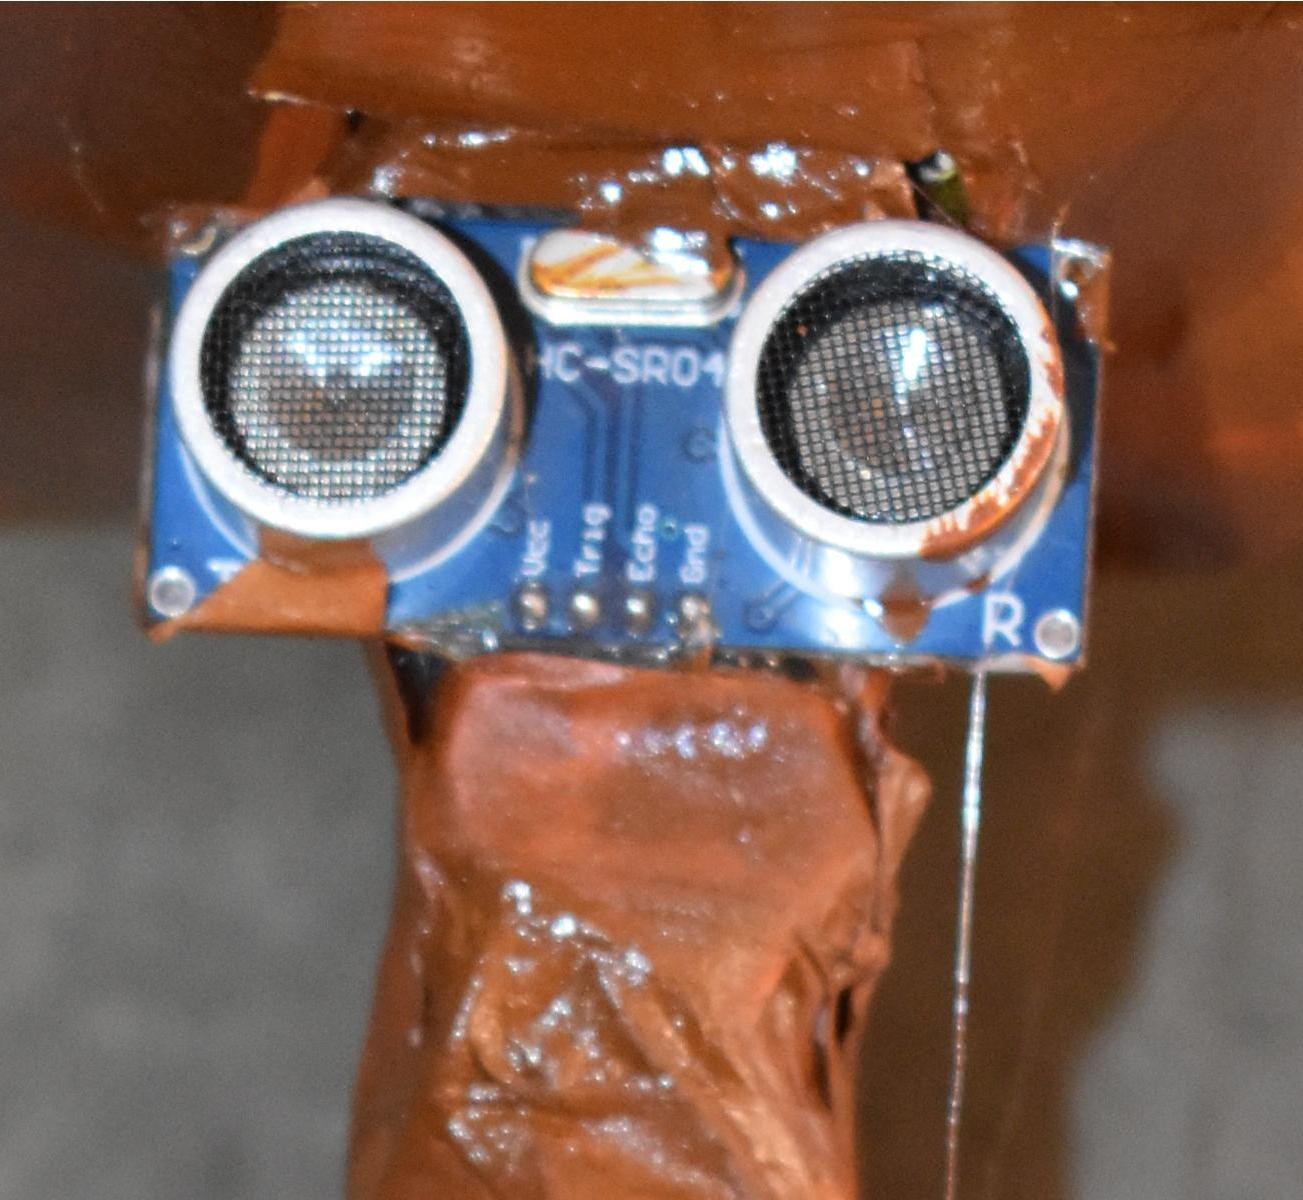 HC-SR04
Vcc
Trig
Echo
Gnd
T
R